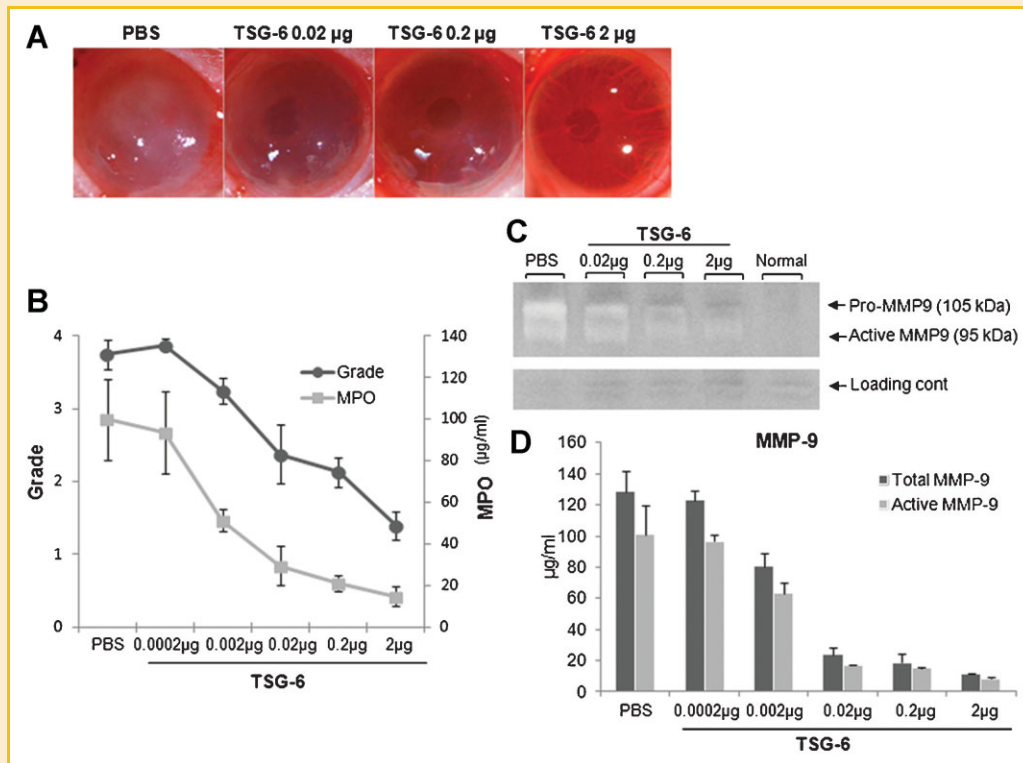 A
PBS
TSG-6 0.02 µg
TSG-6 0.2 µg
TSG-6 2 µg
C
TSG-6
PBS
0.02µg
0.2µg
2µg
Normal
Pro-MMP9 (105 kDa)
Active MMP9 (95 kDa)
Loading cont
B
4
3
2
1
0
Grade
140
120
100
80
60
40
20
0
MPO (µg/ml)
Grade
MPO
PBS 0.0002µg 0.002µg 0.02µg 0.2µg 2µg
TSG-6
D
MMP-9
160
140
120
100
80
60
40
20
0
µg/ml
Total MMP-9
Active MMP-9
PBS 0.0002µg 0.002µg 0.02µg 0.2µg 2µg
TSG-6